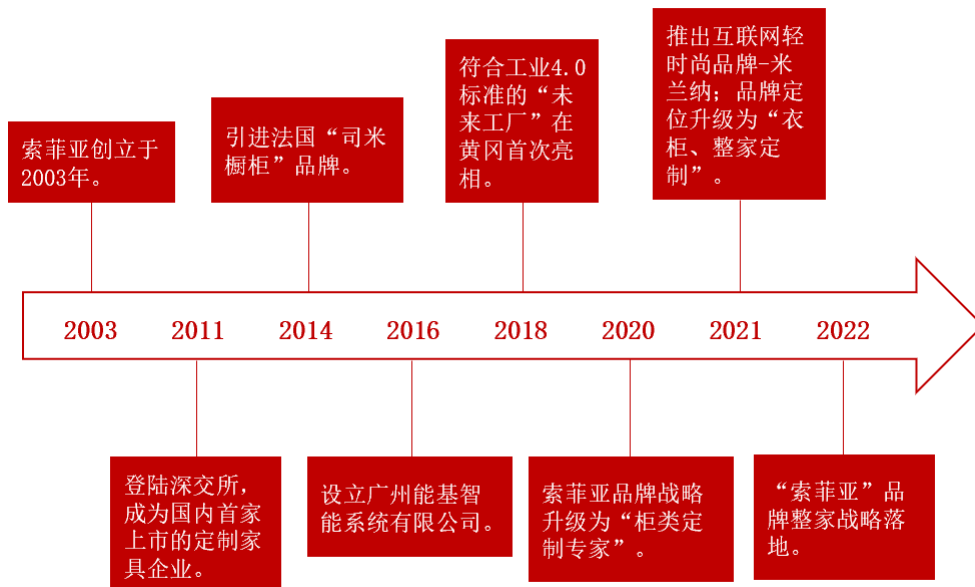 索菲亚创立于
2003年。
引进法国“司米
橱柜”品牌。
符合工业4.0
标准的“未
来工厂”在
黄冈首次亮
相。
推出互联网轻
时尚品牌-米
兰纳；品牌定
位升级为“衣
柜、整家定
制”。
2003 2011 2014 2016 2018 2020 2021 2022
登陆深交所，
成为国内首家
上市的定制家
具企业。
设立广州能基智
能系统有限公司。
索菲亚品牌战略
升级为“柜类定
制专家”。
“索菲亚”品
牌整家战略落
地。